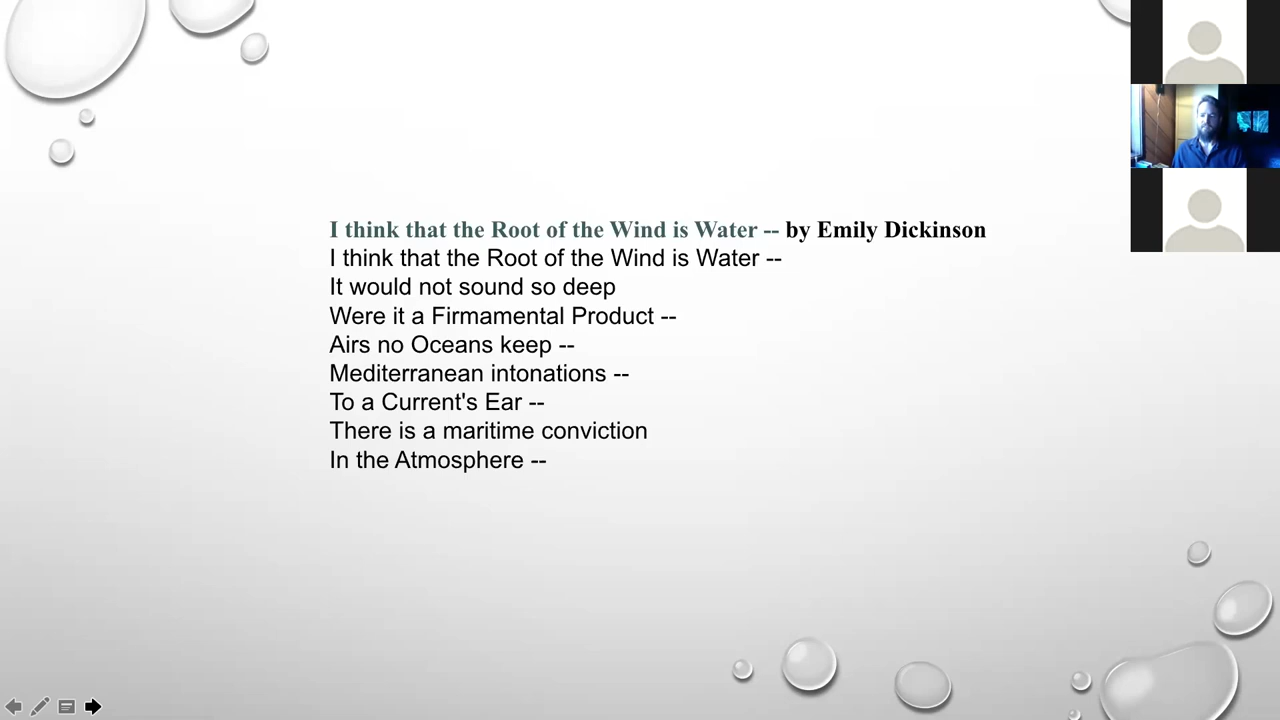 I think that the Root of the Wind is Water -- by Emily Dickinson
I think that the Root of the Wind is Water --
It would not sound so deep
Were it a Firmamental Product --
Airs no Oceans keep --
Mediterranean intonations --
To a Current's Ear --
There is a maritime conviction
In the Atmosphere --